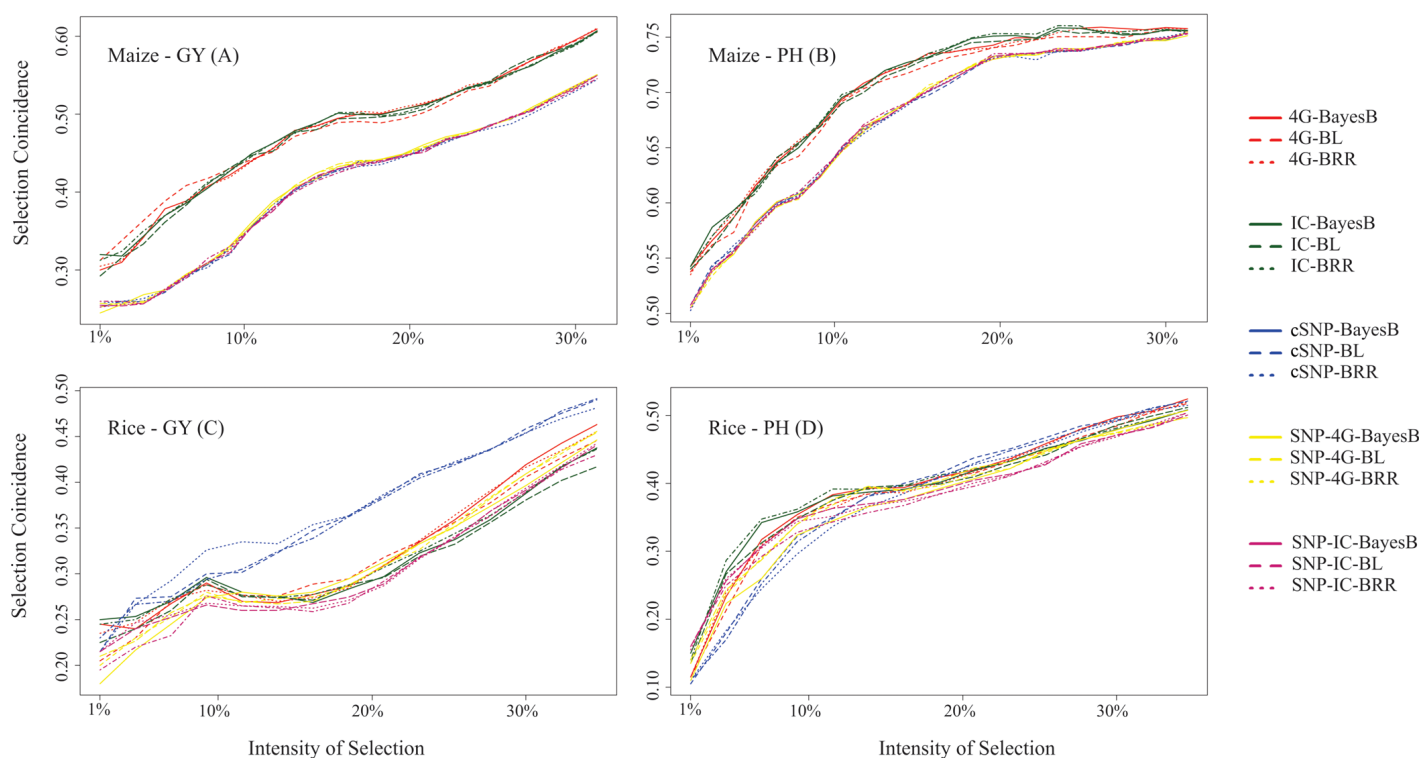 Maize - GY (A)
Selection Coincidence
0.60
0.50
0.40
0.30
1%
10%
20%
30%
Maize - PH (B)
0.75
0.70
0.65
0.60
0.55
0.50
1%
10%
20%
30%
Rice - GY (C)
Selection Coincidence
0.50
0.45
0.40
0.35
0.30
0.25
0.20
1%
10%
20%
30%
Intensity of Selection
Rice - PH (D)
0.50
0.40
0.30
0.20
0.10
1%
10%
20%
30%
Intensity of Selection
4G-BayesB
4G-BL
4G-BRR
IC-BayesB
IC-BL
IC-BRR
cSNP-BayesB
cSNP-BL
cSNP-BRR
SNP-4G-BayesB
SNP-4G-BL
SNP-4G-BRR
SNP-IC-BayesB
SNP-IC-BL
SNP-IC-BRR